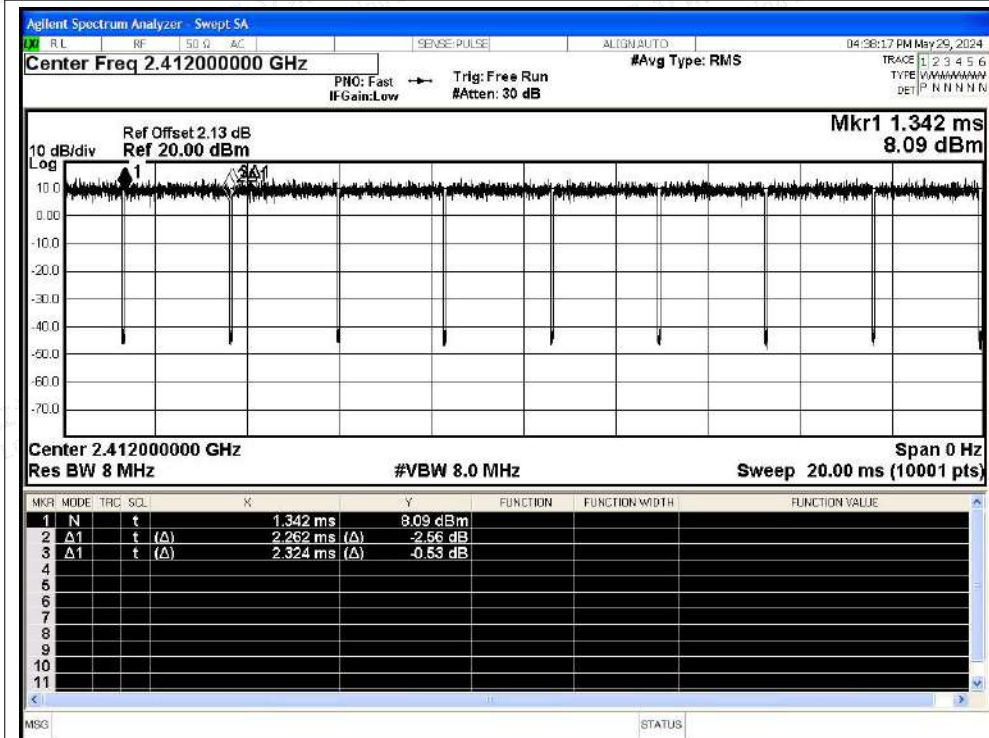 Agilent Spectrum Analyzer - Swept SA
LXI RL RF 50 Ω AC SENSE:PULSE ALIGN AUTO 04:38:17 PM May 29, 2024
Center Freq 2.412000000 GHz #Avg Type: RMS TRACE 1 2 3 4 5 6
PNO: Fast Trig: Free Run TYPE
IFGain:Low #Atten: 30 dB DET P N N N N N
Mkr1 1.342 ms
Ref Offset 2.13 dB
10 dB/div Ref 20.00 dBm 8.09 dBm
Log
1
3Δ1
10.0
0.00
-10.0
-20.0
-30.0
-40.0
-50.0
-60.0
-70.0
Center 2.412000000 GHz Span 0 Hz
Res BW 8 MHz #VBW 8.0 MHz Sweep 20.00 ms (10001 pts)
MKR MODE TRC SCL X Y FUNCTION FUNCTION WIDTH FUNCTION VALUE
1 N t 1.342 ms 8.09 dBm
2 Δ1 t (Δ) 2.262 ms (Δ) -2.56 dB
3 Δ1 t (Δ) 2.324 ms (Δ) -0.53 dB
4
5
6
7
8
9
10
11
MSG STATUS